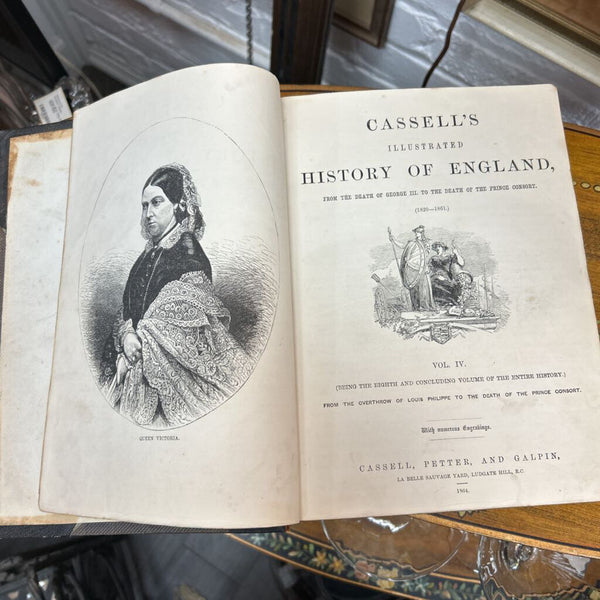 QUEEN VICTORIA.
CASSELL'S
ILLUSTRATED
HISTORY OF ENGLAND,
FROM THE DEATH OF GEORGE III. TO THE DEATH OF THE PRINCE CONSORT.
(1820—1861.)
VOL. IV.
(BEING THE EIGHTH AND CONCLUDING VOLUME OF THE ENTIRE HISTORY.)
FROM THE OVERTHROW OF LOUIS PHILIPPE TO THE DEATH OF THE PRINCE CONSORT.
With numerous Engravings.
CASSELL, PETTER, AND GALPIN,
LA BELLE SAUVAGE YARD, LUDGATE HILL, E.C.
1864.